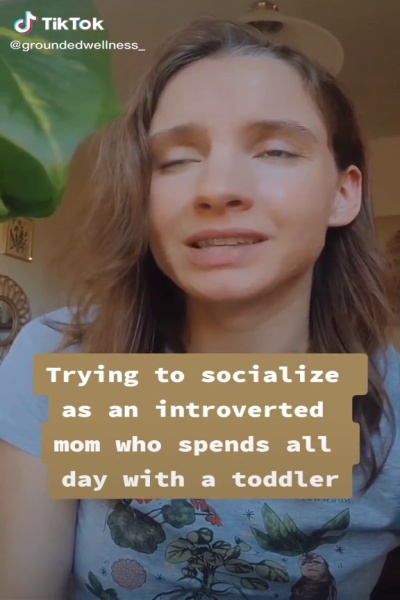 TikTok
@groundedwellness_
Trying to socialize
as an introverted
mom who spends all
day with a toddler